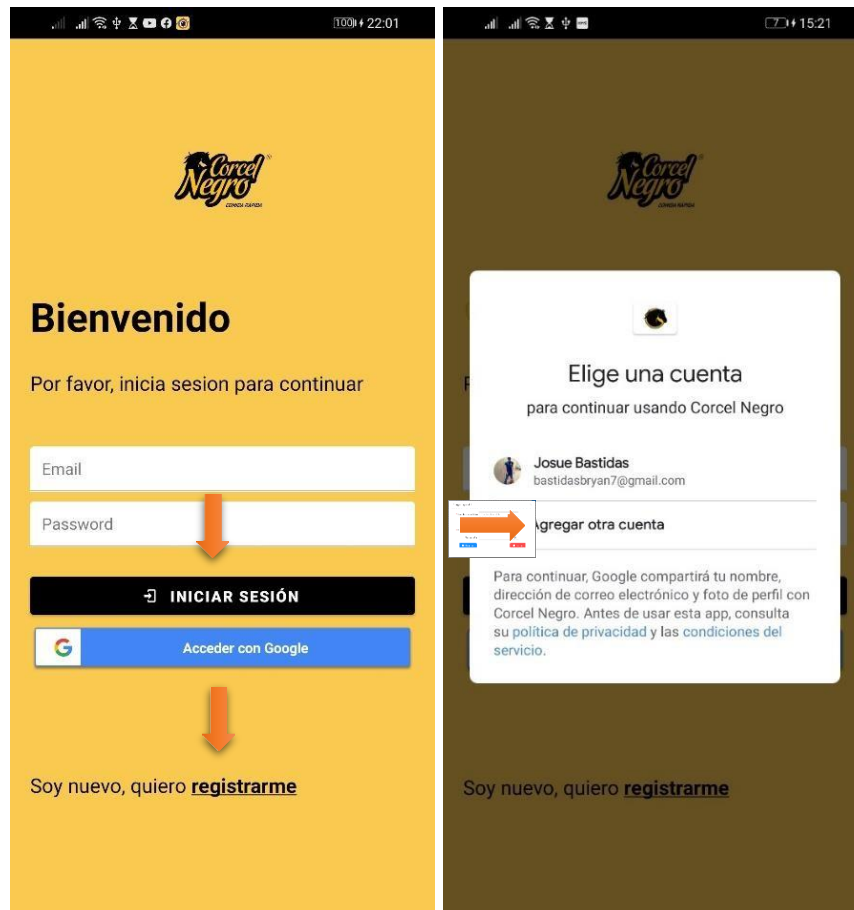 100 22:01
Corcel
Negro
COMIDA RÁPIDA
Bienvenido
Por favor, inicia sesion para continuar
Email
Password
INICIAR SESIÓN
G Acceder con Google
Soy nuevo, quiero registrarme
7 15:21
Corcel
Negro
COMIDA RÁPIDA
Elige una cuenta
para continuar usando Corcel Negro
Josue Bastidas
bastidasbryan7@gmail.com
Agregar otra cuenta
Para continuar, Google compartirá tu nombre,
dirección de correo electrónico y foto de perfil con
Corcel Negro. Antes de usar esta app, consulta
su política de privacidad y las condiciones del
servicio.
Soy nuevo, quiero registrarme